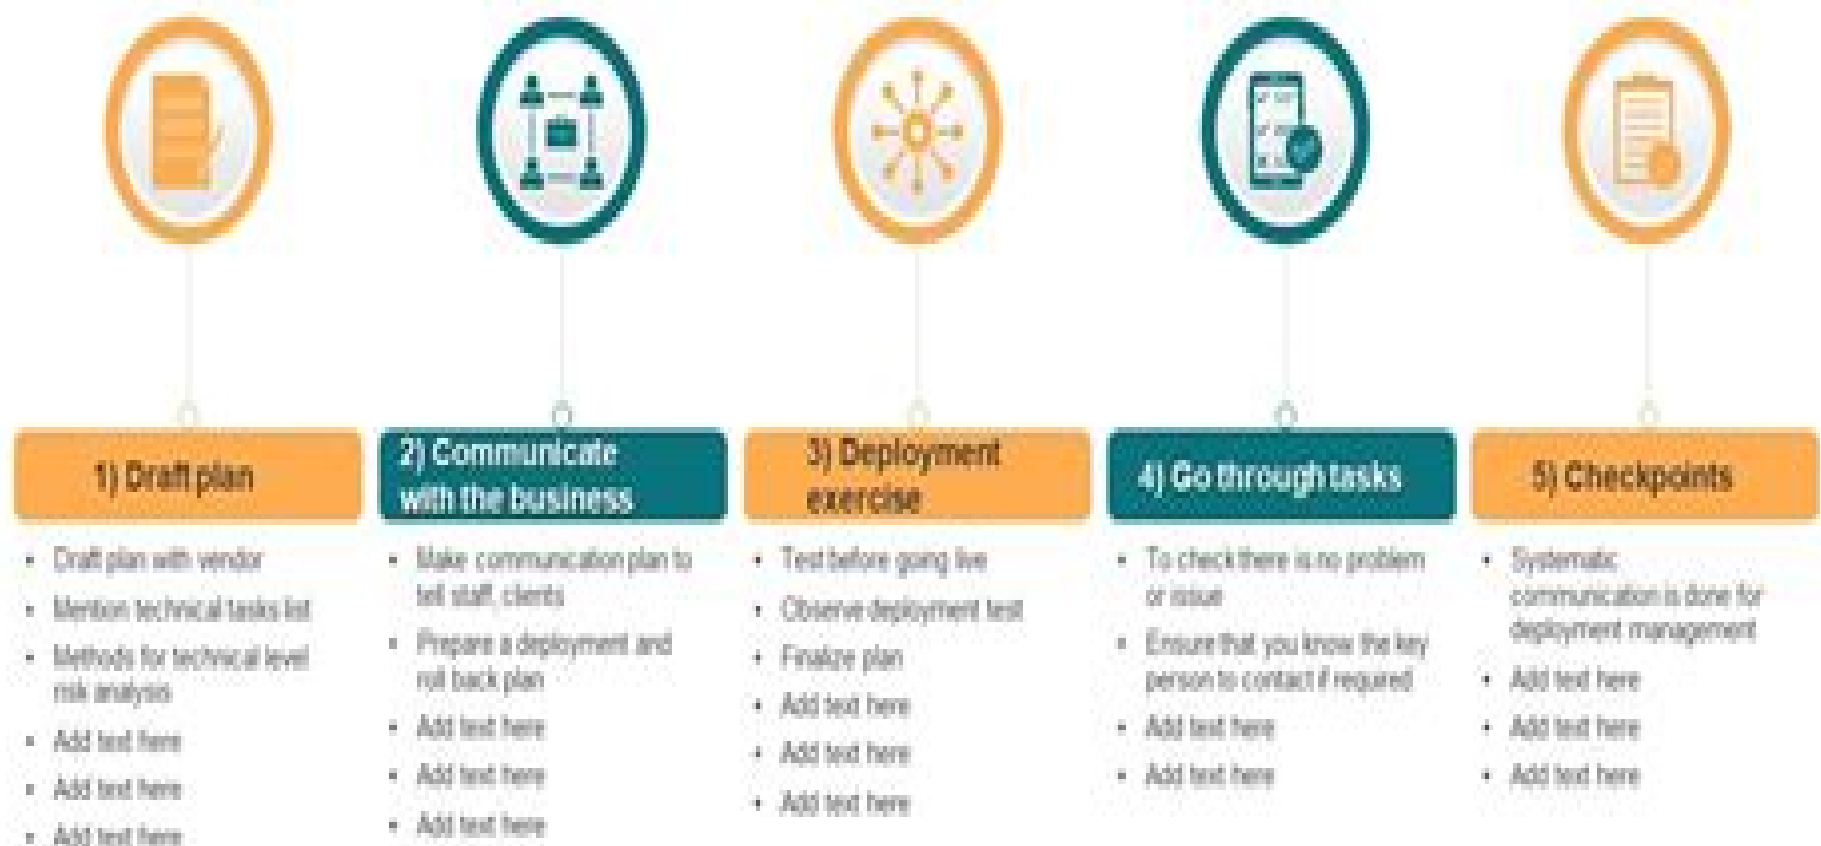 1) Draft plan
• Draft plan with vendor
• Mention technical tasks list
• Methods for technical level
risk analysis
• Add text here
• Add text here
• Add text here
2) Communicate
with the business
• Make communication plan to
tell staff, clients
• Prepare a deployment and
roll back plan
• Add text here
• Add text here
• Add text here
3) Deployment
exercise
• Test before going live
• Observe deployment test
• Finalize plan
• Add text here
• Add text here
• Add text here
4) Go through tasks
• To check there is no problem
or issue
• Ensure that you know the key
person to contact if required
• Add text here
• Add text here
5) Checkpoints
• Systematic
communication is done for
deployment management
• Add text here
• Add text here
• Add text here